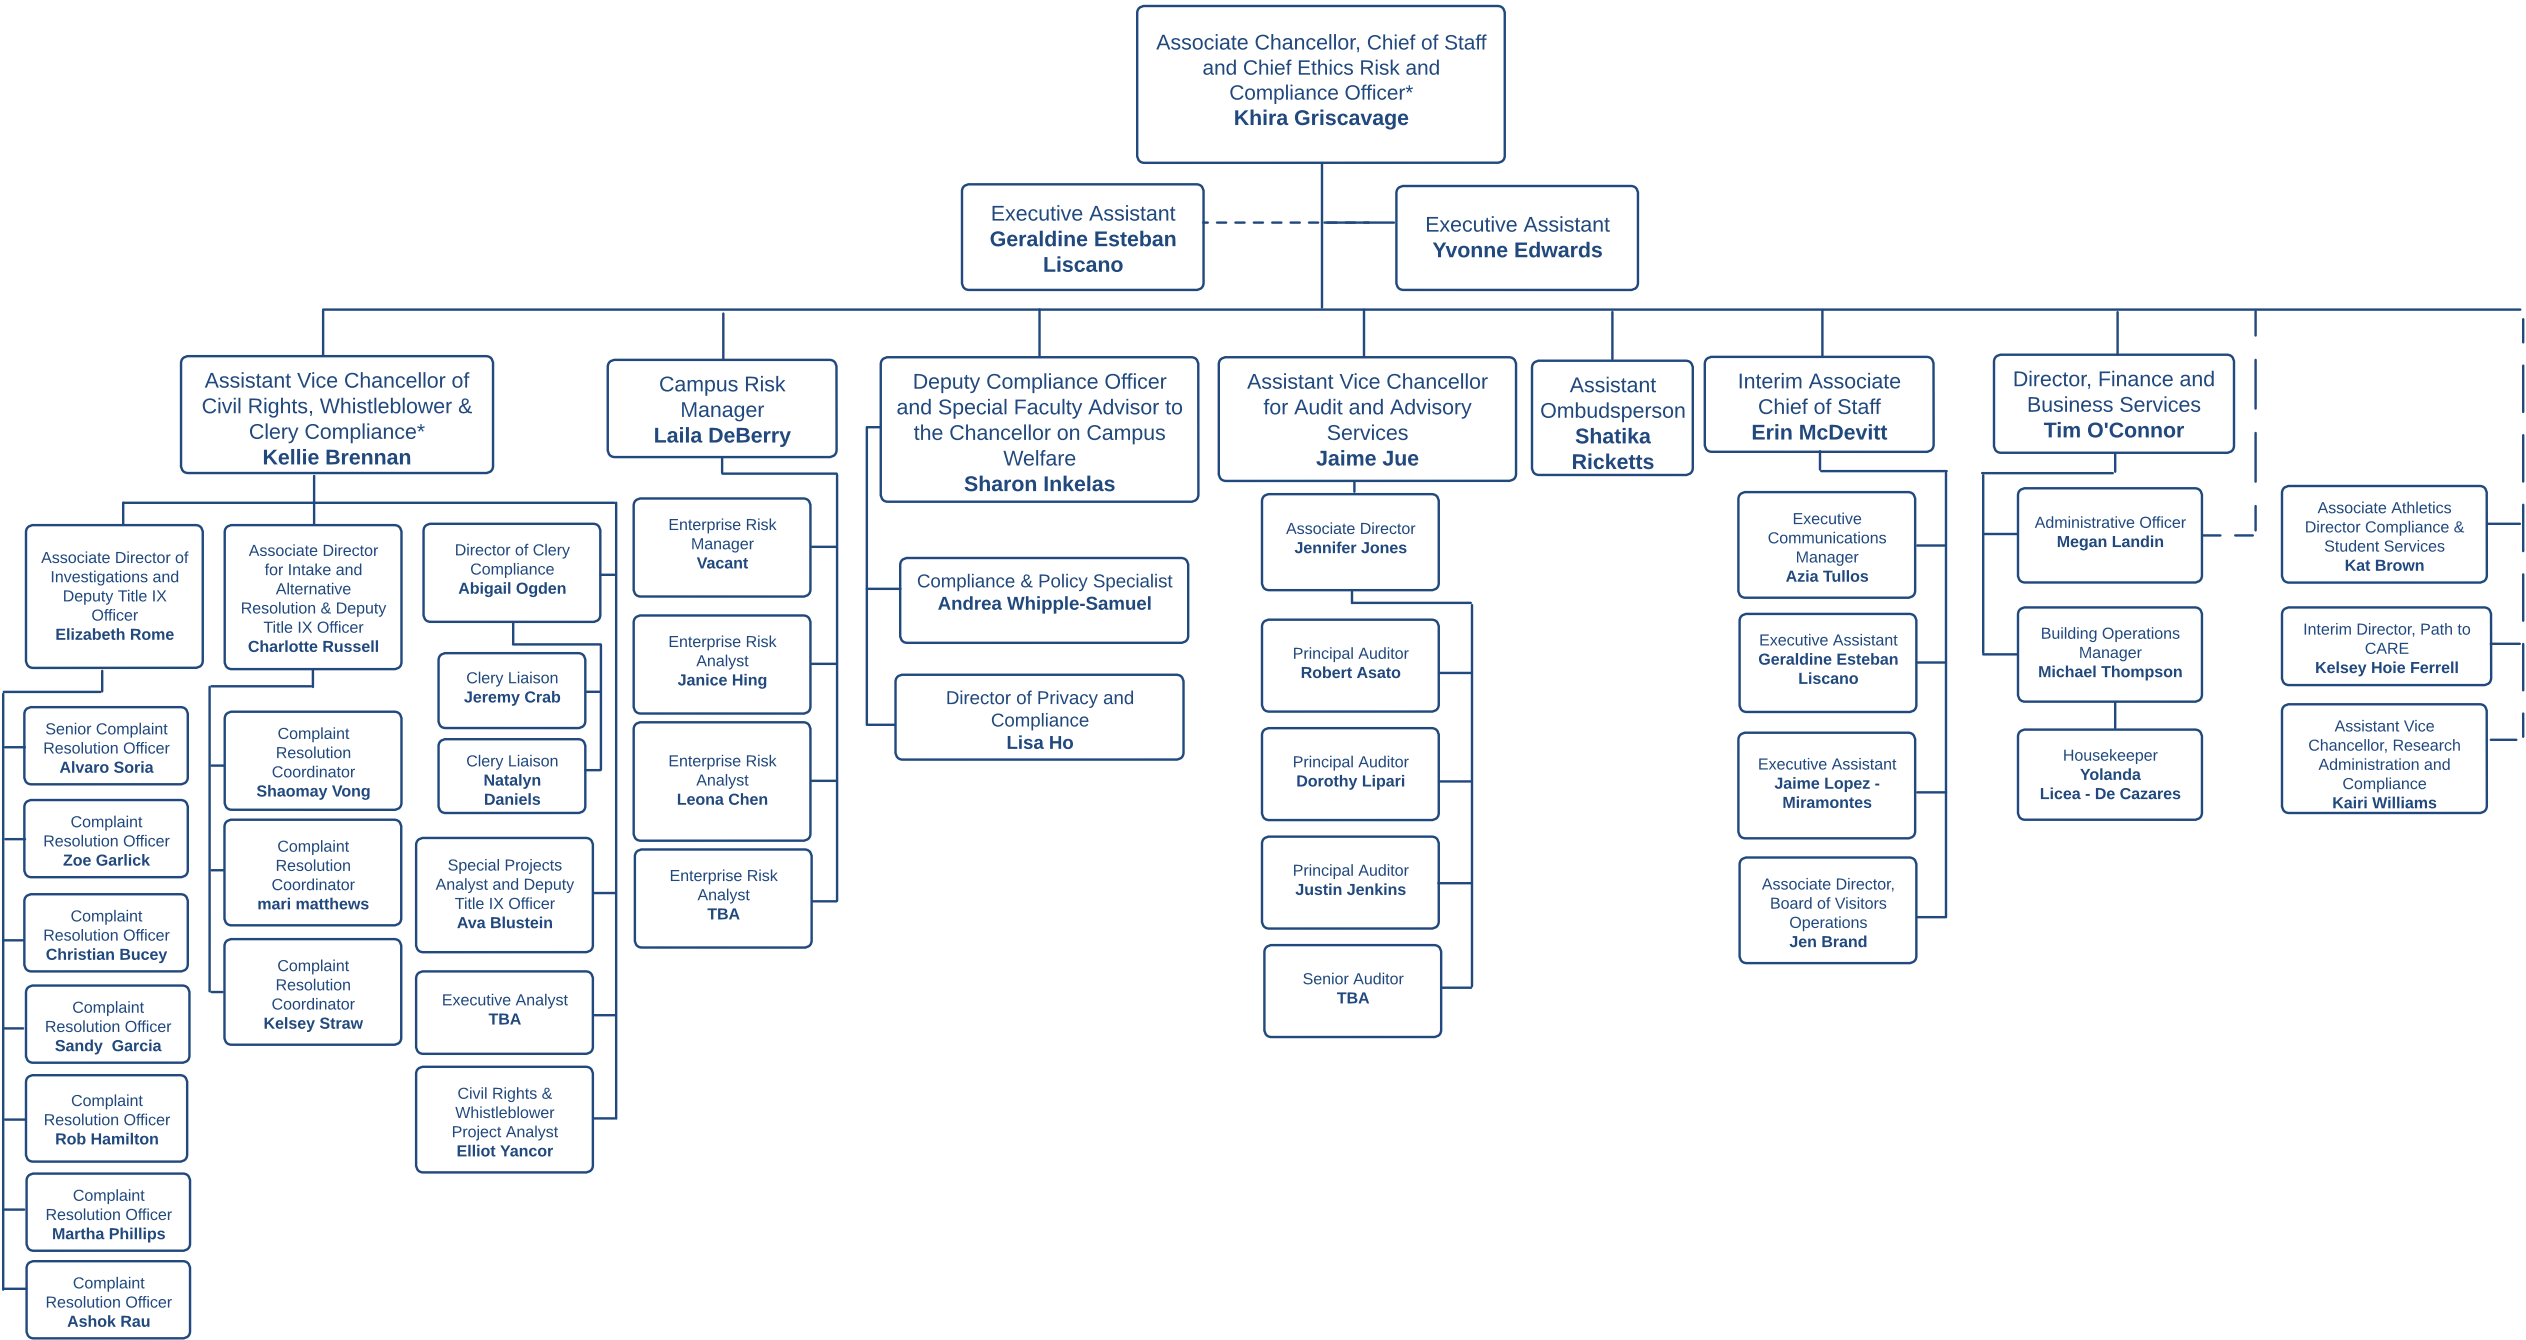 Associate Chancellor, Chief of Staff
and Chief Ethics Risk and
Compliance Officer*
Khira Griscavage
Executive Assistant
Geraldine Esteban
Liscano
Executive Assistant
Yvonne Edwards
Assistant Vice Chancellor of
Civil Rights, Whistleblower &
Clery Compliance*
Kellie Brennan
Campus Risk
Manager
Laila DeBerry
Deputy Compliance Officer
and Special Faculty Advisor to
the Chancellor on Campus
Welfare
Sharon Inkelas
Assistant Vice Chancellor
for Audit and Advisory
Services
Jaime Jue
Assistant
Ombudsperson
Shatika
Ricketts
Interim Associate
Chief of Staff
Erin McDevitt
Director, Finance and
Business Services
Tim O'Connor
Associate Director of
Investigations and
Deputy Title IX
Officer
Elizabeth Rome
Senior Complaint
Resolution Officer
Alvaro Soria
Complaint
Resolution Officer
Zoe Garlick
Complaint
Resolution Officer
Christian Bucey
Complaint
Resolution Officer
Sandy  Garcia
Complaint
Resolution Officer
Rob Hamilton
Complaint
Resolution Officer
Martha Phillips
Complaint
Resolution Officer
Ashok Rau
Associate Director
for Intake and
Alternative
Resolution & Deputy
Title IX Officer
Charlotte Russell
Complaint
Resolution
Coordinator
Shaomay Vong
Complaint
Resolution
Coordinator
mari matthews
Complaint
Resolution
Coordinator
Kelsey Straw
Director of Clery
Compliance
Abigail Ogden
Clery Liaison
Jeremy Crab
Clery Liaison
Natalyn
Daniels
Special Projects
Analyst and Deputy
Title IX Officer
Ava Blustein
Executive Analyst
TBA
Civil Rights &
Whistleblower
Project Analyst
Elliot Yancor
Enterprise Risk
Manager
Vacant
Enterprise Risk
Analyst
Janice Hing
Enterprise Risk
Analyst
Leona Chen
Enterprise Risk
Analyst
TBA
Compliance & Policy Specialist
Andrea Whipple-Samuel
Director of Privacy and
Compliance
Lisa Ho
Associate Director
Jennifer Jones
Principal Auditor
Robert Asato
Principal Auditor
Dorothy Lipari
Principal Auditor
Justin Jenkins
Senior Auditor
TBA
Executive
Communications
Manager
Azia Tullos
Executive Assistant
Geraldine Esteban
Liscano
Executive Assistant
Jaime Lopez -
Miramontes
Associate Director,
Board of Visitors
Operations
Jen Brand
Administrative Officer
Megan Landin
Building Operations
Manager
Michael Thompson
Housekeeper
Yolanda
Licea - De Cazares
Associate Athletics
Director Compliance &
Student Services
Kat Brown
Interim Director, Path to
CARE
Kelsey Hoie Ferrell
Assistant Vice
Chancellor, Research
Administration and
Compliance
Kairi Williams